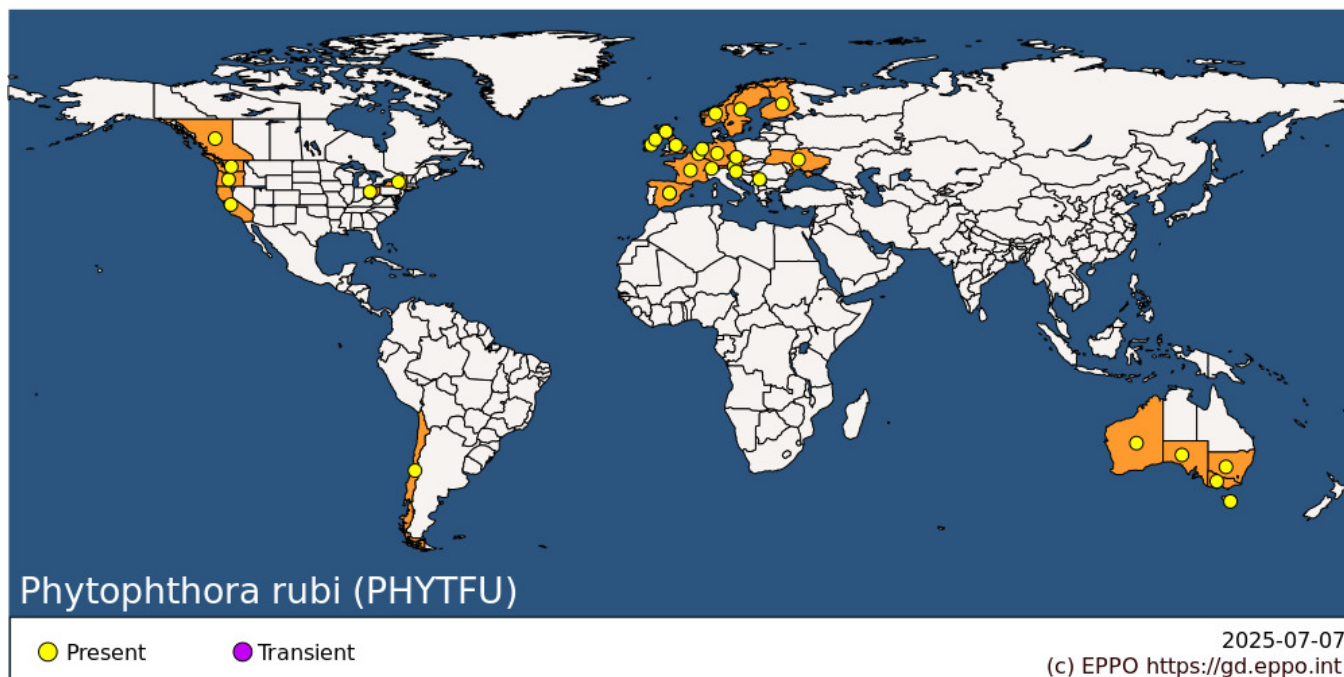 Phytophthora rubi (PHYTFU)
Present
Transient
2025-07-07
(c) EPPO https://gd.eppo.int